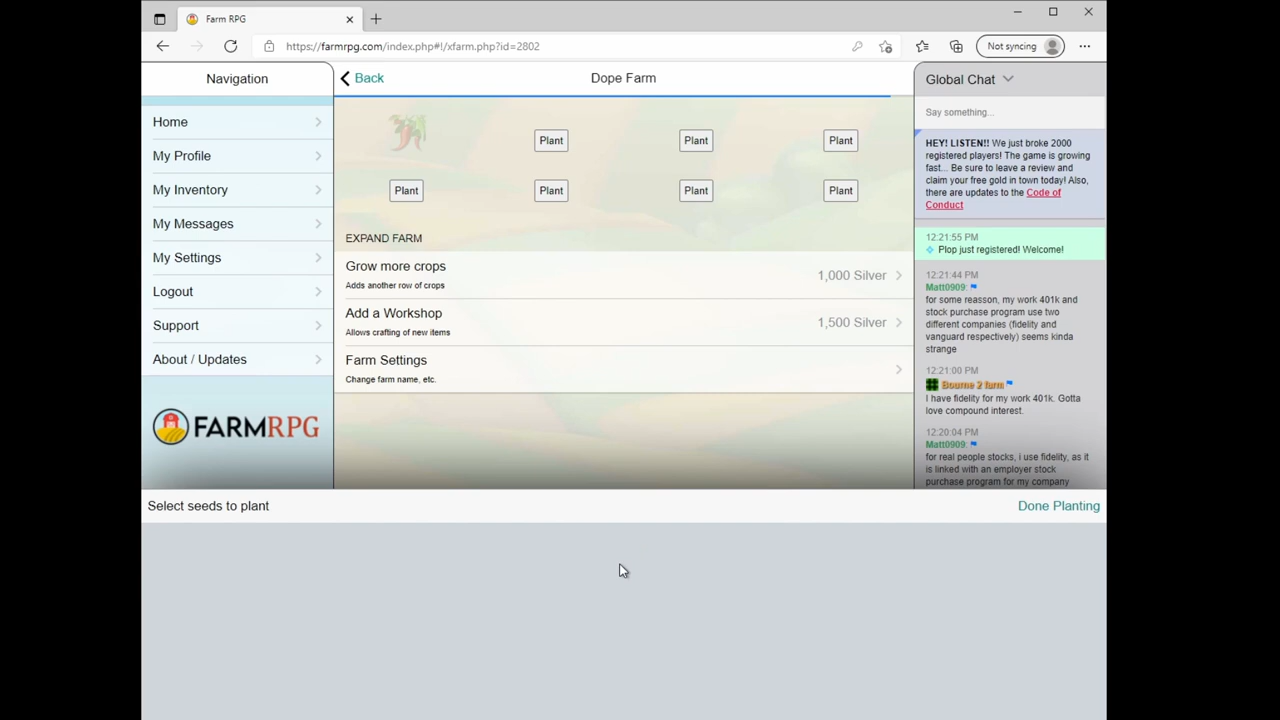 Farm RPG
https://farmrpg.com/index.php#!/xfarm.php?id=2802
Not syncing
Navigation
Home
My Profile
My Inventory
My Messages
My Settings
Logout
Support
About / Updates
FARMRPG
Back
Dope Farm
Plant
Plant
Plant
Plant
Plant
Plant
Plant
EXPAND FARM
Grow more crops
Adds another row of crops
1,000 Silver
Add a Workshop
Allows crafting of new items
1,500 Silver
Farm Settings
Change farm name, etc.
Global Chat
Say something...
HEY! LISTEN!! We just broke 2000
registered players! The game is growing
fast... Be sure to leave a review and
claim your free gold in town today! Also,
there are updates to the Code of
Conduct
12:21:55 PM
Plop just registered! Welcome!
12:21:44 PM
Matt0909:
for some reason, my work 401k and
stock purchase program use two
different companies (fidelity and
vanguard respectively) seems kinda
strange
12:21:00 PM
Bourne 2 farm
I have fidelity for my work 401k. Gotta
love compound interest.
12:20:04 PM
Matt0909:
for real people stocks, i use fidelity, as it
is linked with an employer stock
purchase program for my company
Select seeds to plant
Done Planting